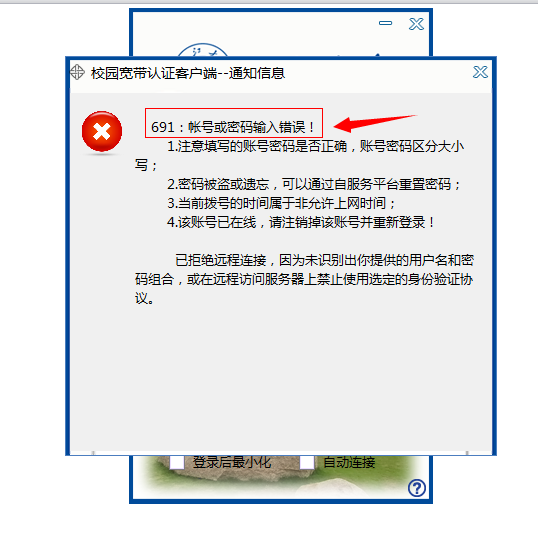 校园宽带认证客户端--通知信息
691：帐号或密码输入错误！
1.注意填写的账号密码是否正确，账号密码区分大小
写；
2.密码被盗或遗忘，可以通过自服务平台重置密码；
3.当前拨号的时间属于非允许上网时间；
4.该账号已在线，请注销掉该账号并重新登录！
已拒绝远程连接，因为未识别出你提供的用户名和密
码组合，或在远程访问服务器上禁止使用选定的身份验证协
议。
登录后最小化 自动连接